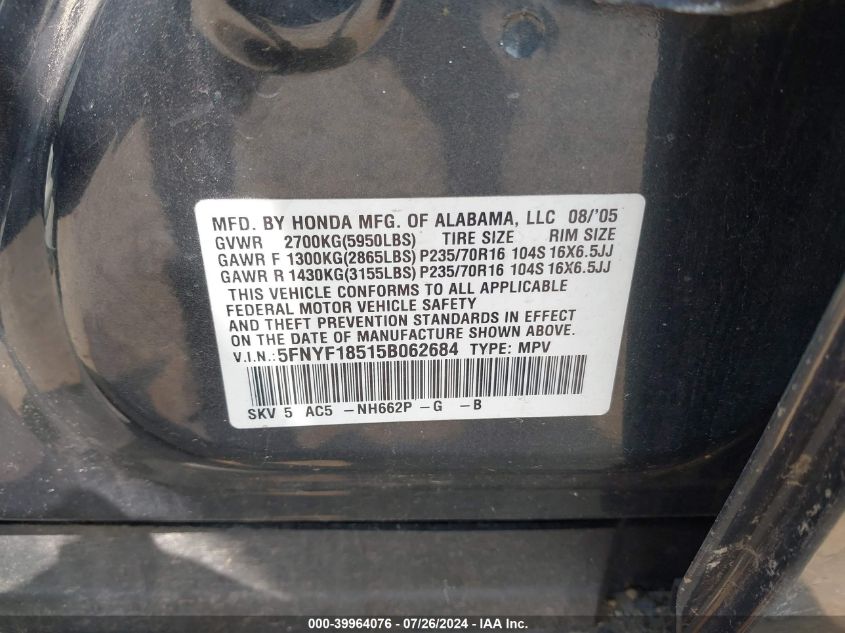 MFD. BY HONDA MFG. OF ALABAMA, LLC 08/'05
GVWR 2700KG(5950LBS) TIRE SIZE RIM SIZE
GAWR F 1300KG(2865LBS) P235/70R16 104S 16X6.5JJ
GAWR R 1430KG(3155LBS) P235/70R16 104S 16X6.5JJ
THIS VEHICLE CONFORMS TO ALL APPLICABLE
FEDERAL MOTOR VEHICLE SAFETY
AND THEFT PREVENTION STANDARDS IN EFFECT
ON THE DATE OF MANUFACTURE SHOWN ABOVE.
V.I.N.: 5FNYF18515B062684 TYPE: MPV
SKV 5 AC5 -NH662P -G -B
000-39964076 - 07/26/2024 - IAA Inc.